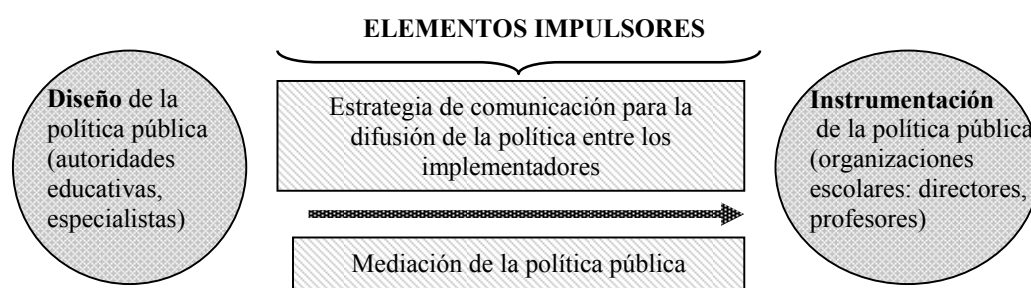 ELEMENTOS IMPULSORES
Diseño de la
política pública
(autoridades
educativas,
especialistas)
Estrategia de comunicación para la
difusión de la política entre los
implementadores
Mediación de la política pública
Instrumentación
de la política pública
(organizaciones
escolares: directores,
profesores)